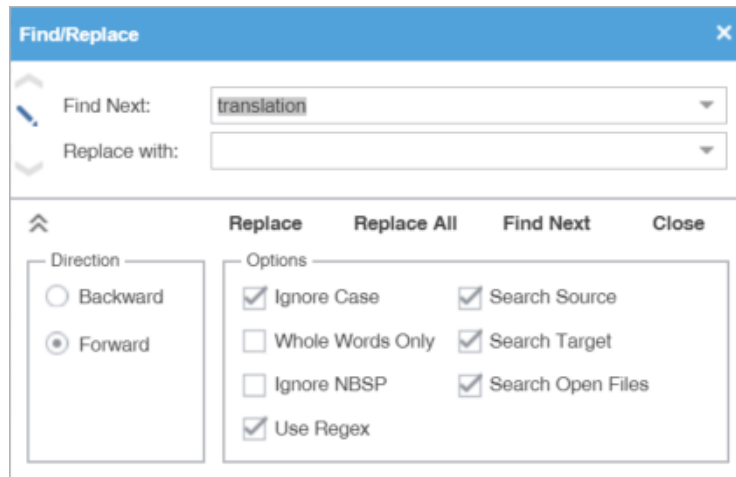 Find/Replace
Find Next: translation
Replace with:
Replace Replace All Find Next Close
Direction Options
Backward Ignore Case Search Source
Forward Whole Words Only Search Target
Ignore NBSP Search Open Files
Use Regex